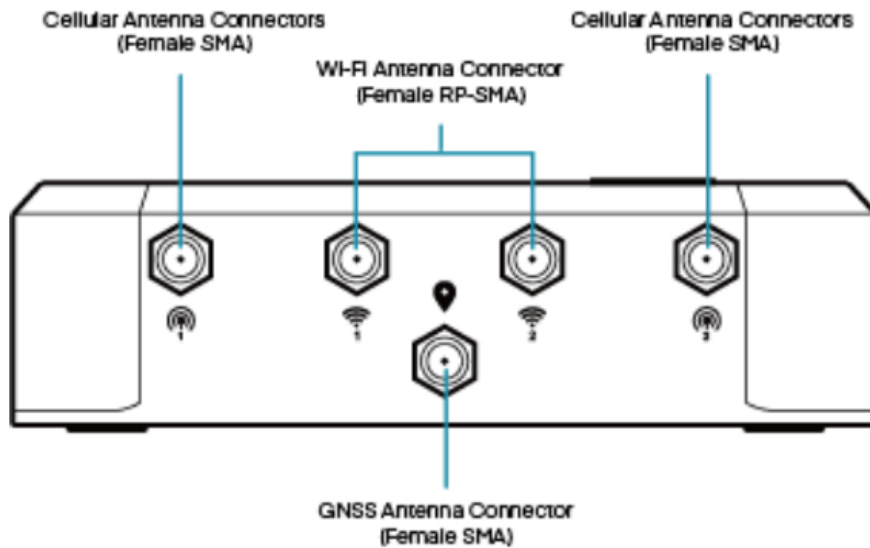 Cellular Antenna Connectors
(Female SMA)
Cellular Antenna Connectors
(Female SMA)
Wi-Fi Antenna Connector
(Female RP-SMA)
1
1
2
2
GNSS Antenna Connector
(Female SMA)